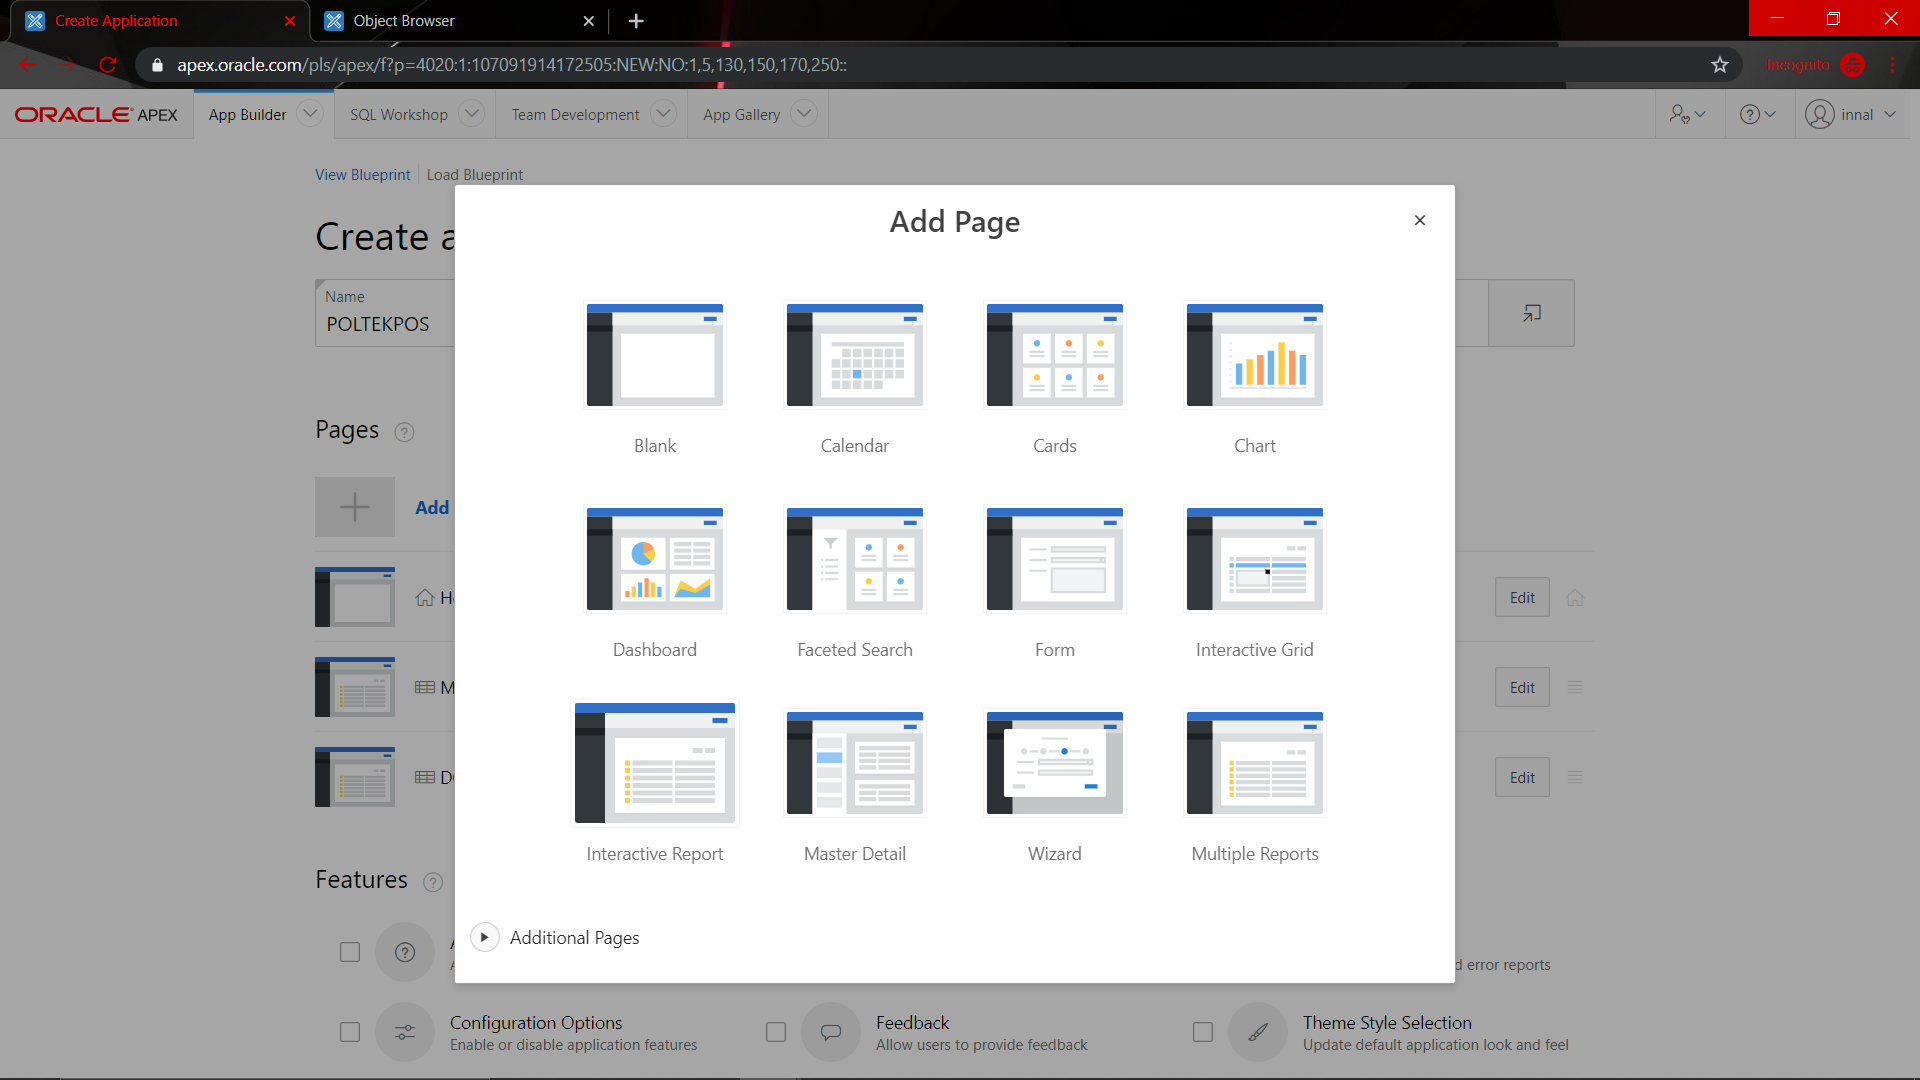 Create Application
Object Browser
apex.oracle.com/pls/apex/f?p=4020:1:107091914172505:NEW:NO:1,5,130,150,170,250::
Incognito
ORACLE APEX
App Builder
SQL Workshop
Team Development
App Gallery
innal
View Blueprint
Load Blueprint
Create a
Add Page
Name
POLTEKPOS
Pages
Blank
Calendar
Cards
Chart
Add
H
Edit
Dashboard
Faceted Search
Form
Interactive Grid
M
Edit
D
Edit
Interactive Report
Master Detail
Wizard
Multiple Reports
Features
Additional Pages
d error reports
Configuration Options
Enable or disable application features
Feedback
Allow users to provide feedback
Theme Style Selection
Update default application look and feel